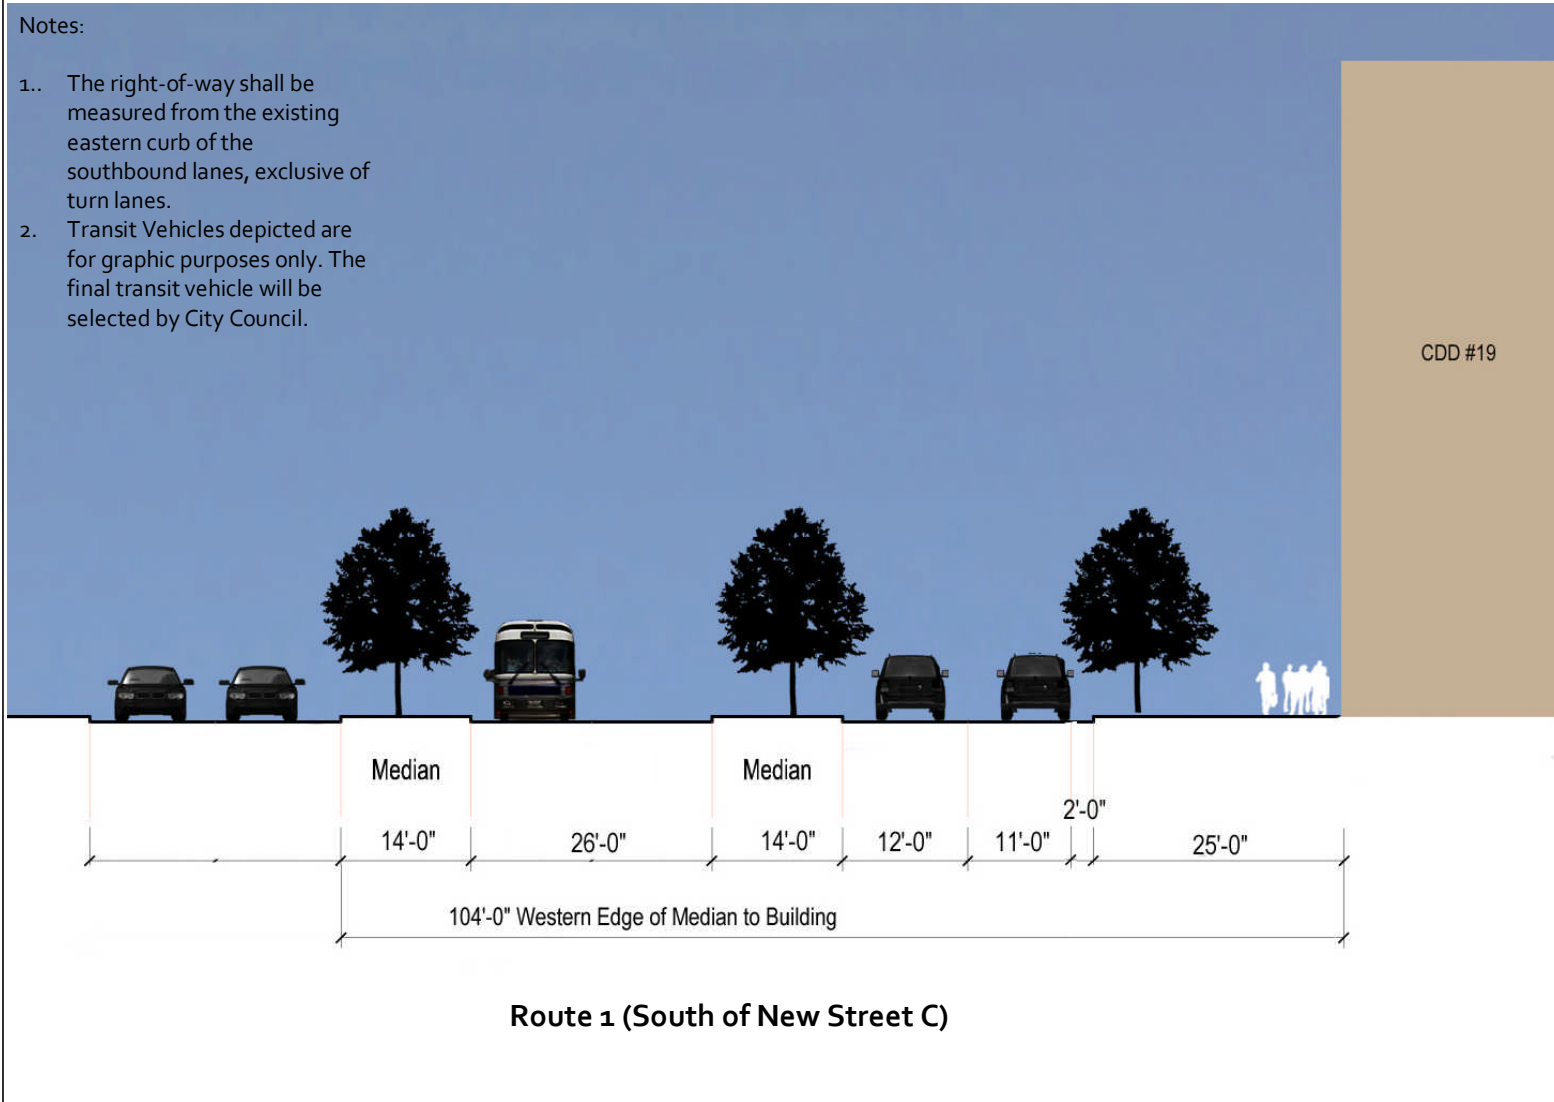 Notes:
1.. The right-of-way shall be
measured from the existing
eastern curb of the
southbound lanes, exclusive of
turn lanes.
2. Transit Vehicles depicted are
for graphic purposes only. The
final transit vehicle will be
selected by City Council.
CDD #19
Median
Median
2'-0"
14'-0"
26'-0"
14'-0"
12'-0"
11'-0"
25'-0"
104'-0" Western Edge of Median to Building
Route 1 (South of New Street C)